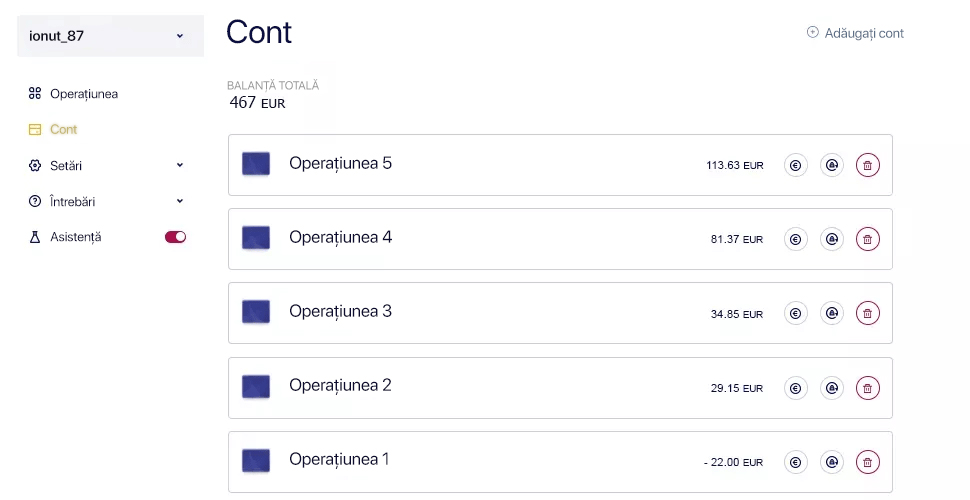 ionut_87
Cont
Adăugați cont
BALANȚĂ TOTALĂ
467 EUR
Operațiunea
Cont
Setări
Întrebări
Asistență
Operațiunea 5
113.63 EUR
Operațiunea 4
81.37 EUR
Operațiunea 3
34.85 EUR
Operațiunea 2
29.15 EUR
Operațiunea 1
- 22.00 EUR